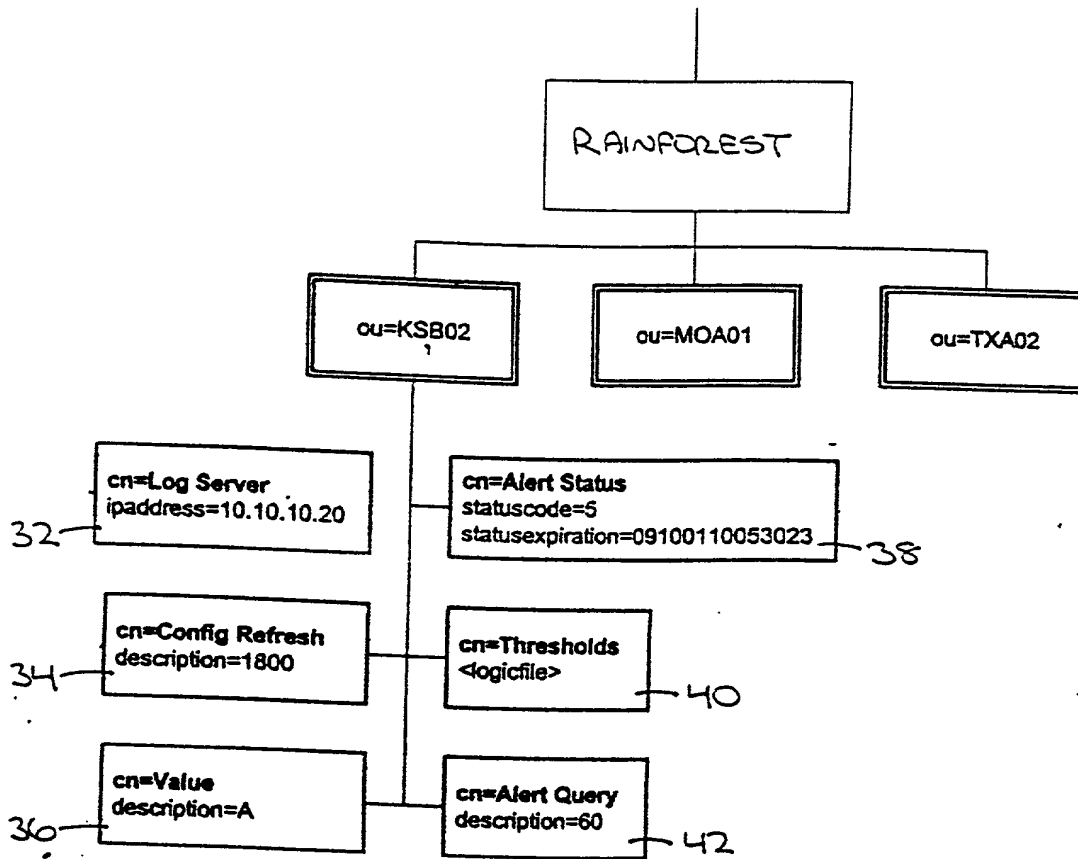 RAINFOREST
ou=KSB02
ou=MOA01
ou=TXA02
cn=Log Server
ipaddress=10.10.10.20
32
cn=Alert Status
statuscode=5
statusexpiration=09100110053023
38
cn=Config Refresh
description=1800
34
cn=Thresholds
<logicfile>
40
cn=Value
description=A
36
cn=Alert Query
description=60
42